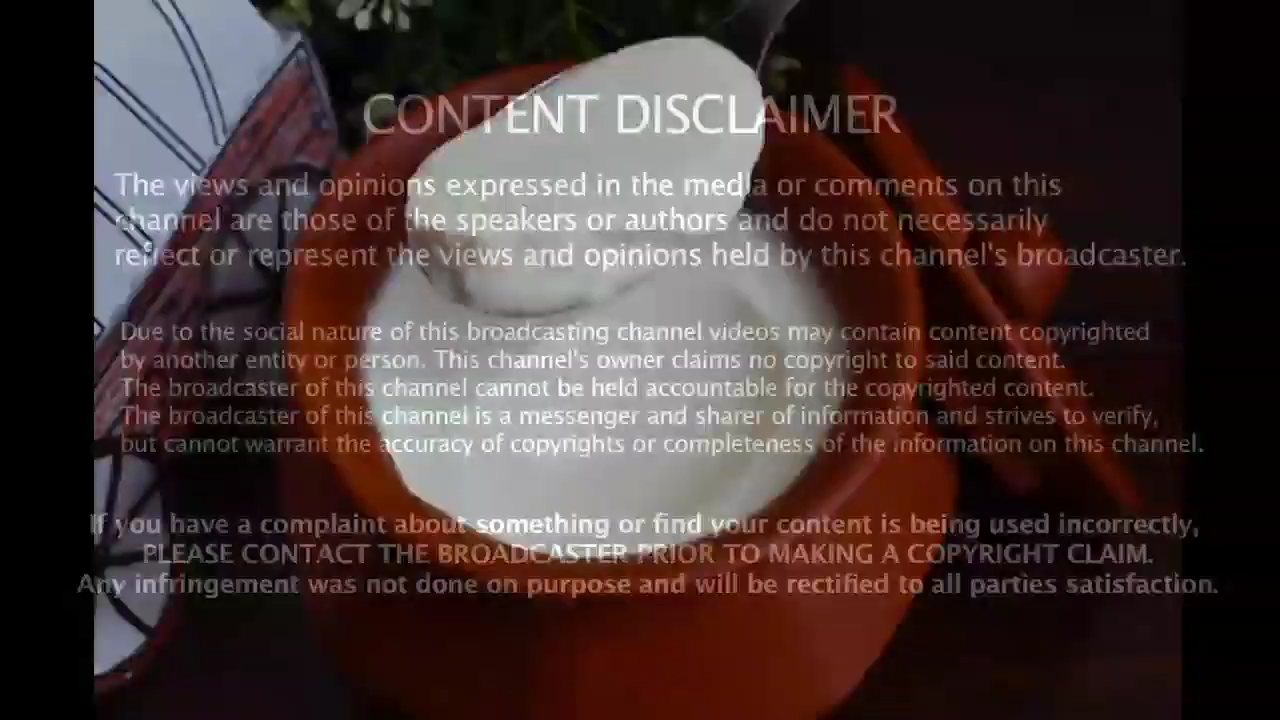 CONTENT DISCLAIMER
The views and opinions expressed in the media or comments on this
channel are those of the speakers or authors and do not necessarily
reflect or represent the views and opinions held by this channel's broadcaster.
Due to the social nature of this broadcasting channel videos may contain content copyrighted
by another entity or person. This channel's owner claims no copyright to said content.
The broadcaster of this channel cannot be held accountable for the copyrighted content.
The broadcaster of this channel is a messenger and sharer of information and strives to verify,
but cannot warrant the accuracy of copyrights or completeness of the information on this channel.
If you have a complaint about something or find your content is being used incorrectly,
PLEASE CONTACT THE BROADCASTER PRIOR TO MAKING A COPYRIGHT CLAIM.
Any infringement was not done on purpose and will be rectified to all parties satisfaction.